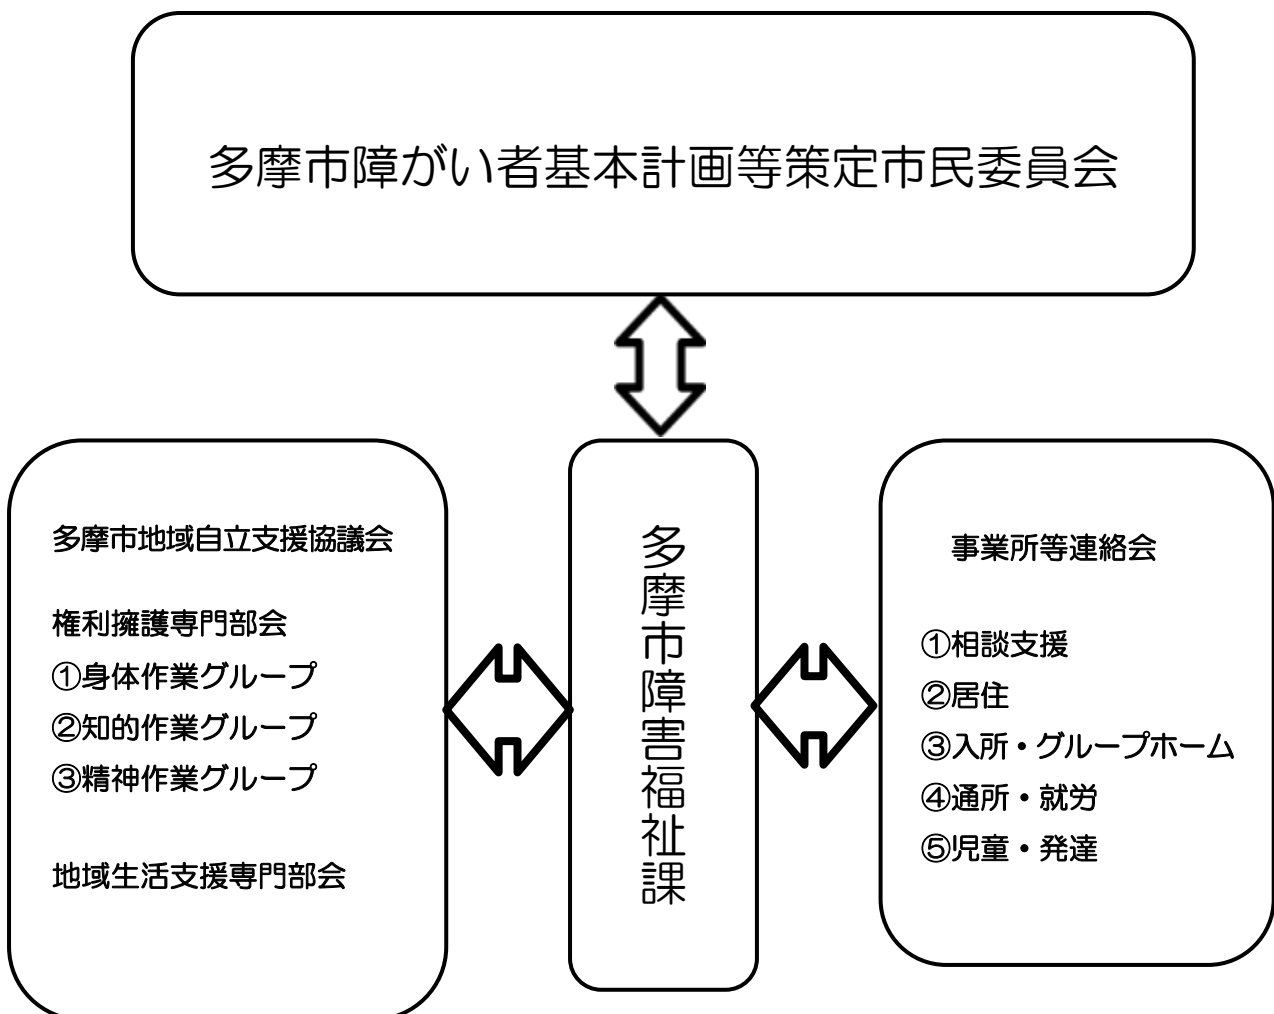 多摩市障がい者基本計画等策定市民委員会
多摩市地域自立支援協議会
権利擁護専門部会
①身体作業グループ
②知的作業グループ
③精神作業グループ
地域生活支援専門部会
多摩市障害福祉課
事業所等連絡会
①相談支援
②居住
③入所・グループホーム
④通所・就労
⑤児童・発達